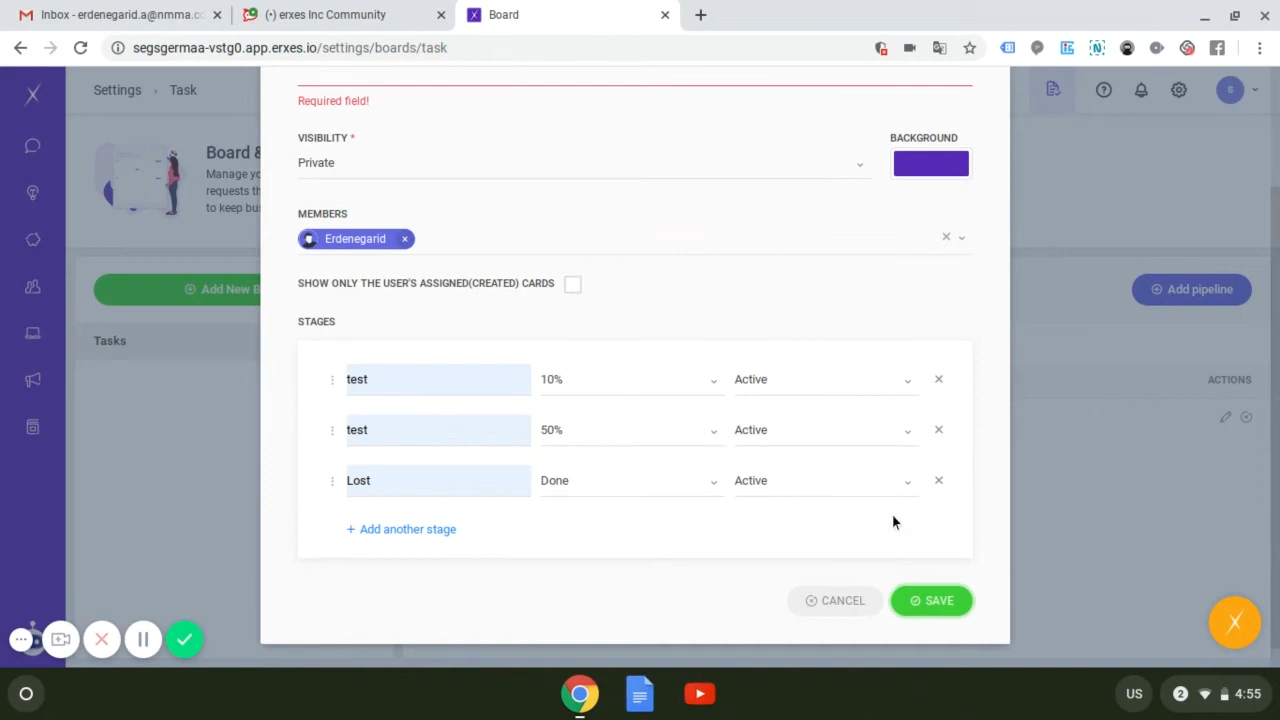 Inbox - erdenegarid.a@nmma.co
(•) erxes Inc Community
Board
segsgermaa-vstg0.app.erxes.io/settings/boards/task
Settings > Task
Required field!
VISIBILITY *
BACKGROUND
Private
Board &
Manage yo
requests th
to keep bus
MEMBERS
Erdenegarid ×
SHOW ONLY THE USER'S ASSIGNED(CREATED) CARDS
Add New B
Add pipeline
STAGES
Tasks
test 10% Active
ACTIONS
test 50% Active
Lost Done Active
+ Add another stage
CANCEL
SAVE
S
US
2
4:55